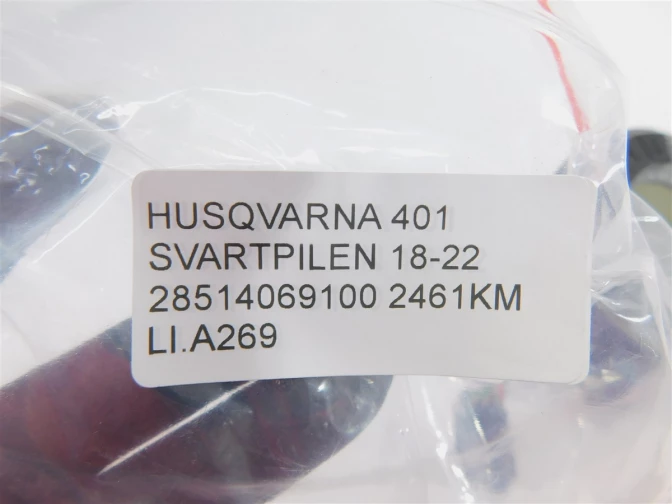 HUSQVARNA 401
SVARTPILEN 18-22
28514069100 2461KM
LI.A269